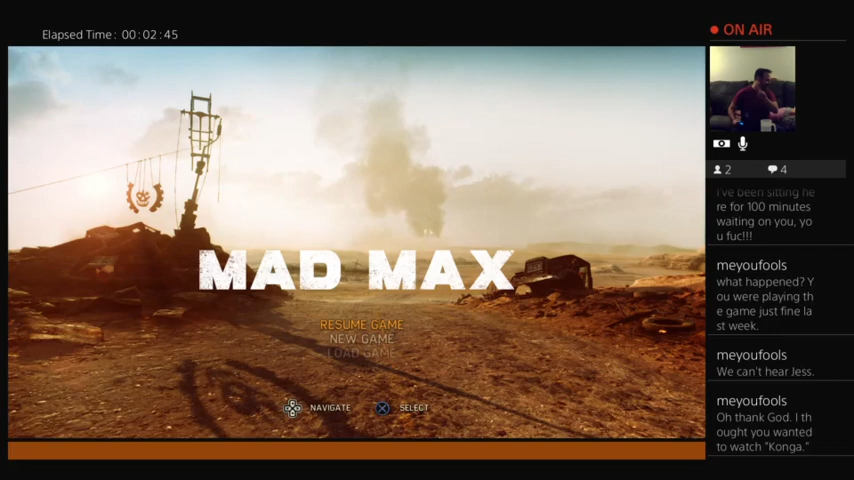 Elapsed Time: 00:02:45
ON AIR
2
4
I've been sitting he
re for 100 minutes
waiting on you, yo
u fuc!!!
meyoufools
what happened? Y
ou were playing th
e game just fine la
st week.
meyoufools
We can't hear Jess.
meyoufools
Oh thank God. I th
ought you wanted
to watch "Konga."
MAD MAX
RESUME GAME
NEW GAME
LOAD GAME
NAVIGATE
SELECT